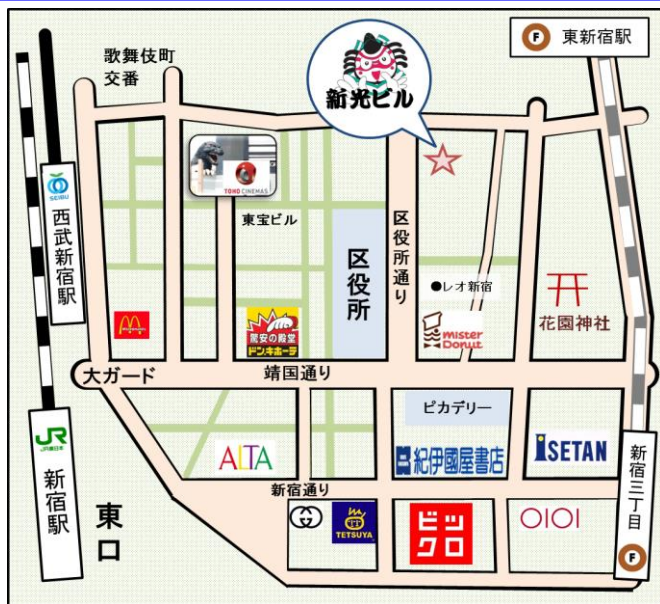 歌舞伎町
交番
新光ビル
F 東新宿駅
TOHO CINEMAS
東宝ビル
SEIBU
西武新宿駅
区役所
区役所通り
●レオ新宿
花園神社
mister
Donut
驚安の殿堂
ドン.キホーテ
大ガード
靖国通り
ピカデリー
JR
JR東日本
新宿駅
東口
ALTA
紀伊國屋書店
ISETAN
新宿三丁目
F
新宿通り
TETSUYA
ビックロ
OIOI